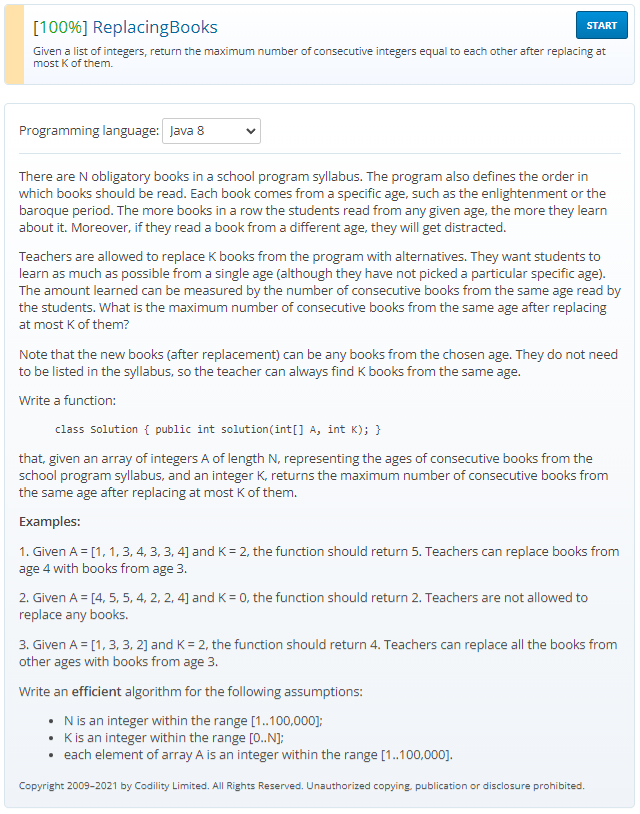 [100%] ReplacingBooks
START
Given a list of integers, return the maximum number of consecutive integers equal to each other after replacing at
most K of them.
Programming language: Java 8
There are N obligatory books in a school program syllabus. The program also defines the order in
which books should be read. Each book comes from a specific age, such as the enlightenment or the
baroque period. The more books in a row the students read from any given age, the more they learn
about it. Moreover, if they read a book from a different age, they will get distracted.
Teachers are allowed to replace K books from the program with alternatives. They want students to
learn as much as possible from a single age (although they have not picked a particular specific age).
The amount learned can be measured by the number of consecutive books from the same age read by
the students. What is the maximum number of consecutive books from the same age after replacing
at most K of them?
Note that the new books (after replacement) can be any books from the chosen age. They do not need
to be listed in the syllabus, so the teacher can always find K books from the same age.
Write a function:
class Solution { public int solution(int[] A, int K); }
that, given an array of integers A of length N, representing the ages of consecutive books from the
school program syllabus, and an integer K, returns the maximum number of consecutive books from
the same age after replacing at most K of them.
Examples:
1. Given A = [1, 1, 3, 4, 3, 3, 4] and K = 2, the function should return 5. Teachers can replace books from
age 4 with books from age 3.
2. Given A = [4, 5, 5, 4, 2, 2, 4] and K = 0, the function should return 2. Teachers are not allowed to
replace any books.
3. Given A = [1, 3, 3, 2] and K = 2, the function should return 4. Teachers can replace all the books from
other ages with books from age 3.
Write an efficient algorithm for the following assumptions:
• N is an integer within the range [1..100,000];
• K is an integer within the range [0..N];
• each element of array A is an integer within the range [1..100,000].
Copyright 2009–2021 by Codility Limited. All Rights Reserved. Unauthorized copying, publication or disclosure prohibited.